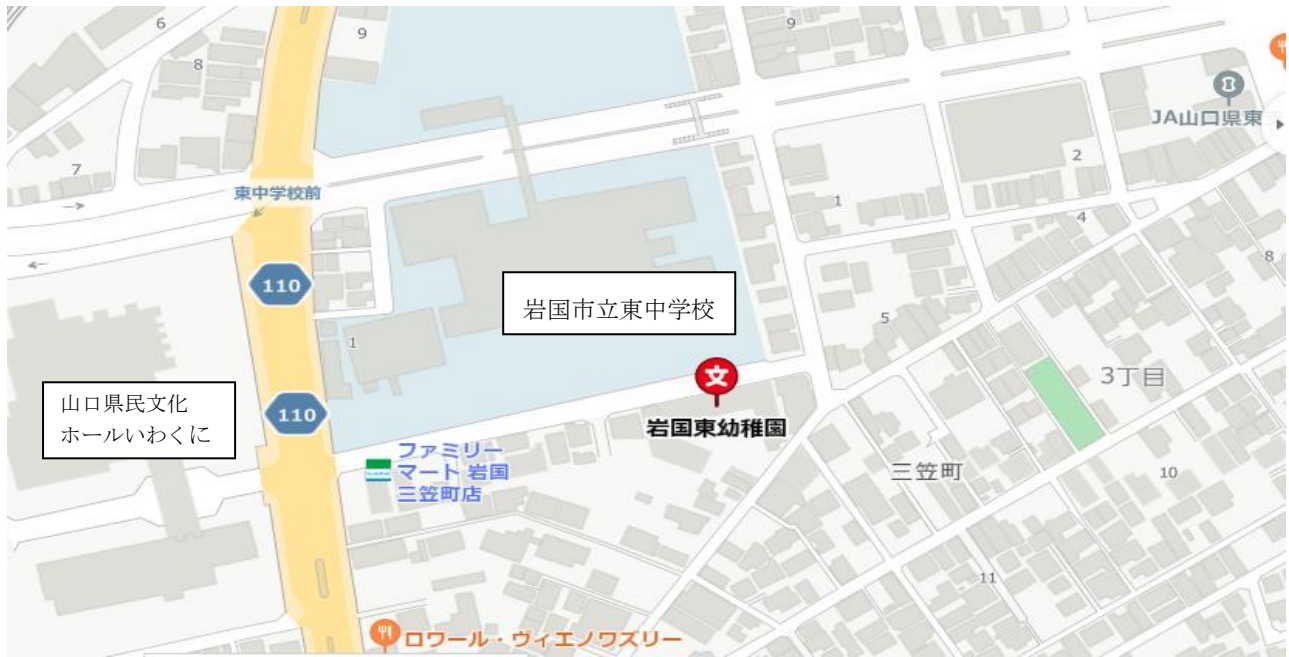 6
8
9
9
7
東中学校前
JA山口県東
2
1
4
8
110
岩国市立東中学校
5
1
山口県民文化
ホールいわくに
110
3丁目
岩国東幼稚園
ファミリー
マート 岩国
三笠町店
三笠町
10
11
ロワール・ヴィエノワズリー